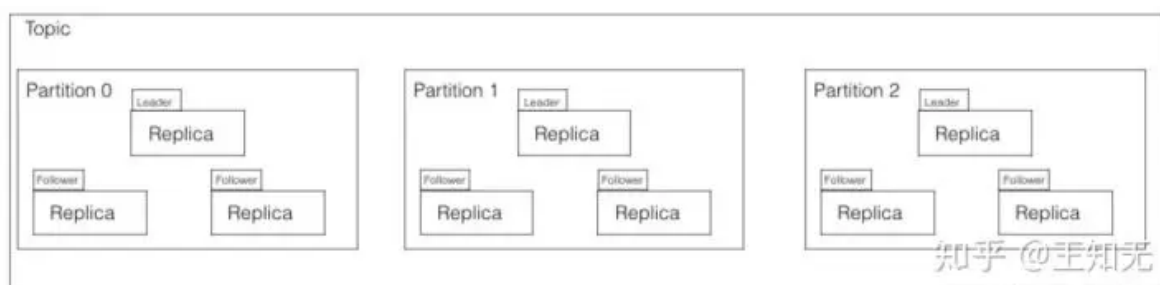 Topic
Partition 0
Leader
Replica
Follower
Follower
Replica
Replica
Partition 1
Leader
Replica
Follower
Follower
Replica
Replica
Partition 2
Leader
Replica
Follower
Follower
Replica
Replica
知乎 @王知无